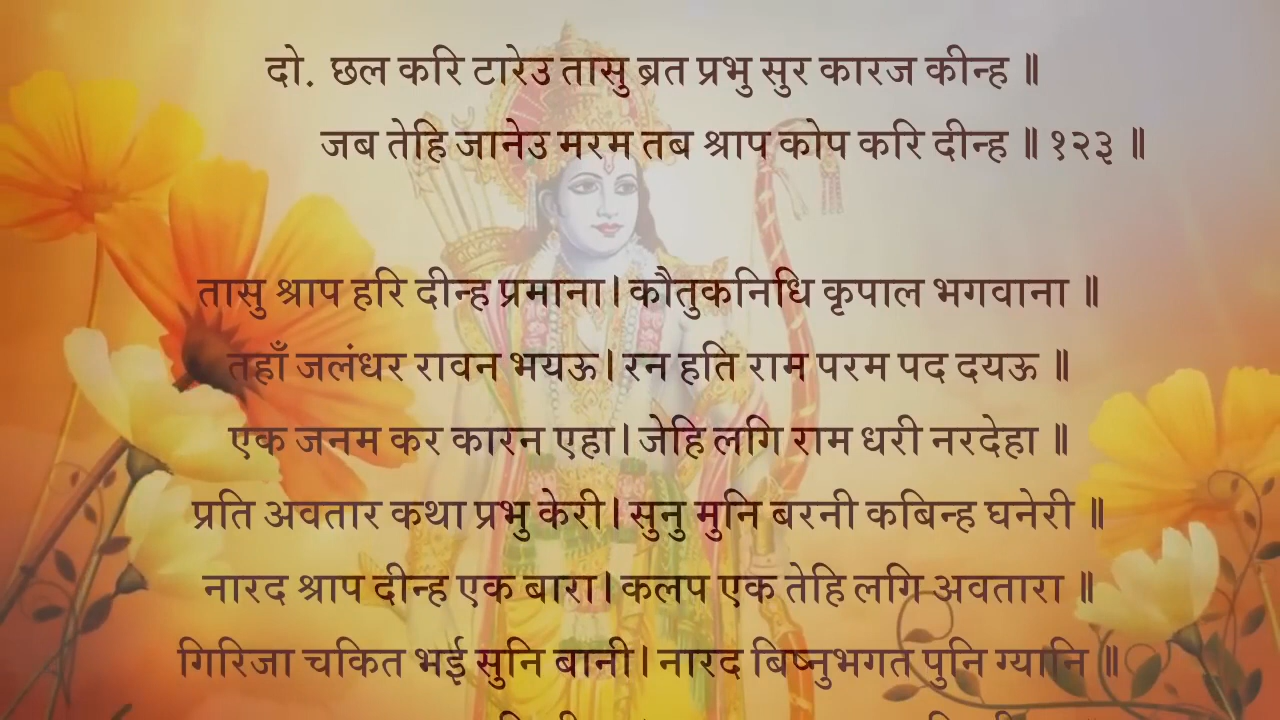 दो. छल करि टारेउ तासु ब्रत प्रभु सुर कारज कीन्ह ॥
जब तेहि जानेउ मरम तब श्राप कोप करि दीन्ह ॥ १२३ ॥
तासु श्राप हरि दीन्ह प्रमाना। कौतुकनिधि कृपाल भगवाना ॥
तहाँ जलंधर रावन भयऊ। रन हति राम परम पद दयऊ ॥
एक जनम कर कारन एहा। जेहि लगि राम धरी नरदेहा ॥
प्रति अवतार कथा प्रभु केरी। सुनु मुनि बरनी कबिन्ह घनेरी ॥
नारद श्राप दीन्ह एक बारा। कलप एक तेहि लगि अवतारा ॥
गिरिजा चकित भई सुनि बानी। नारद बिष्नुभगत पुनि ग्यानि ॥